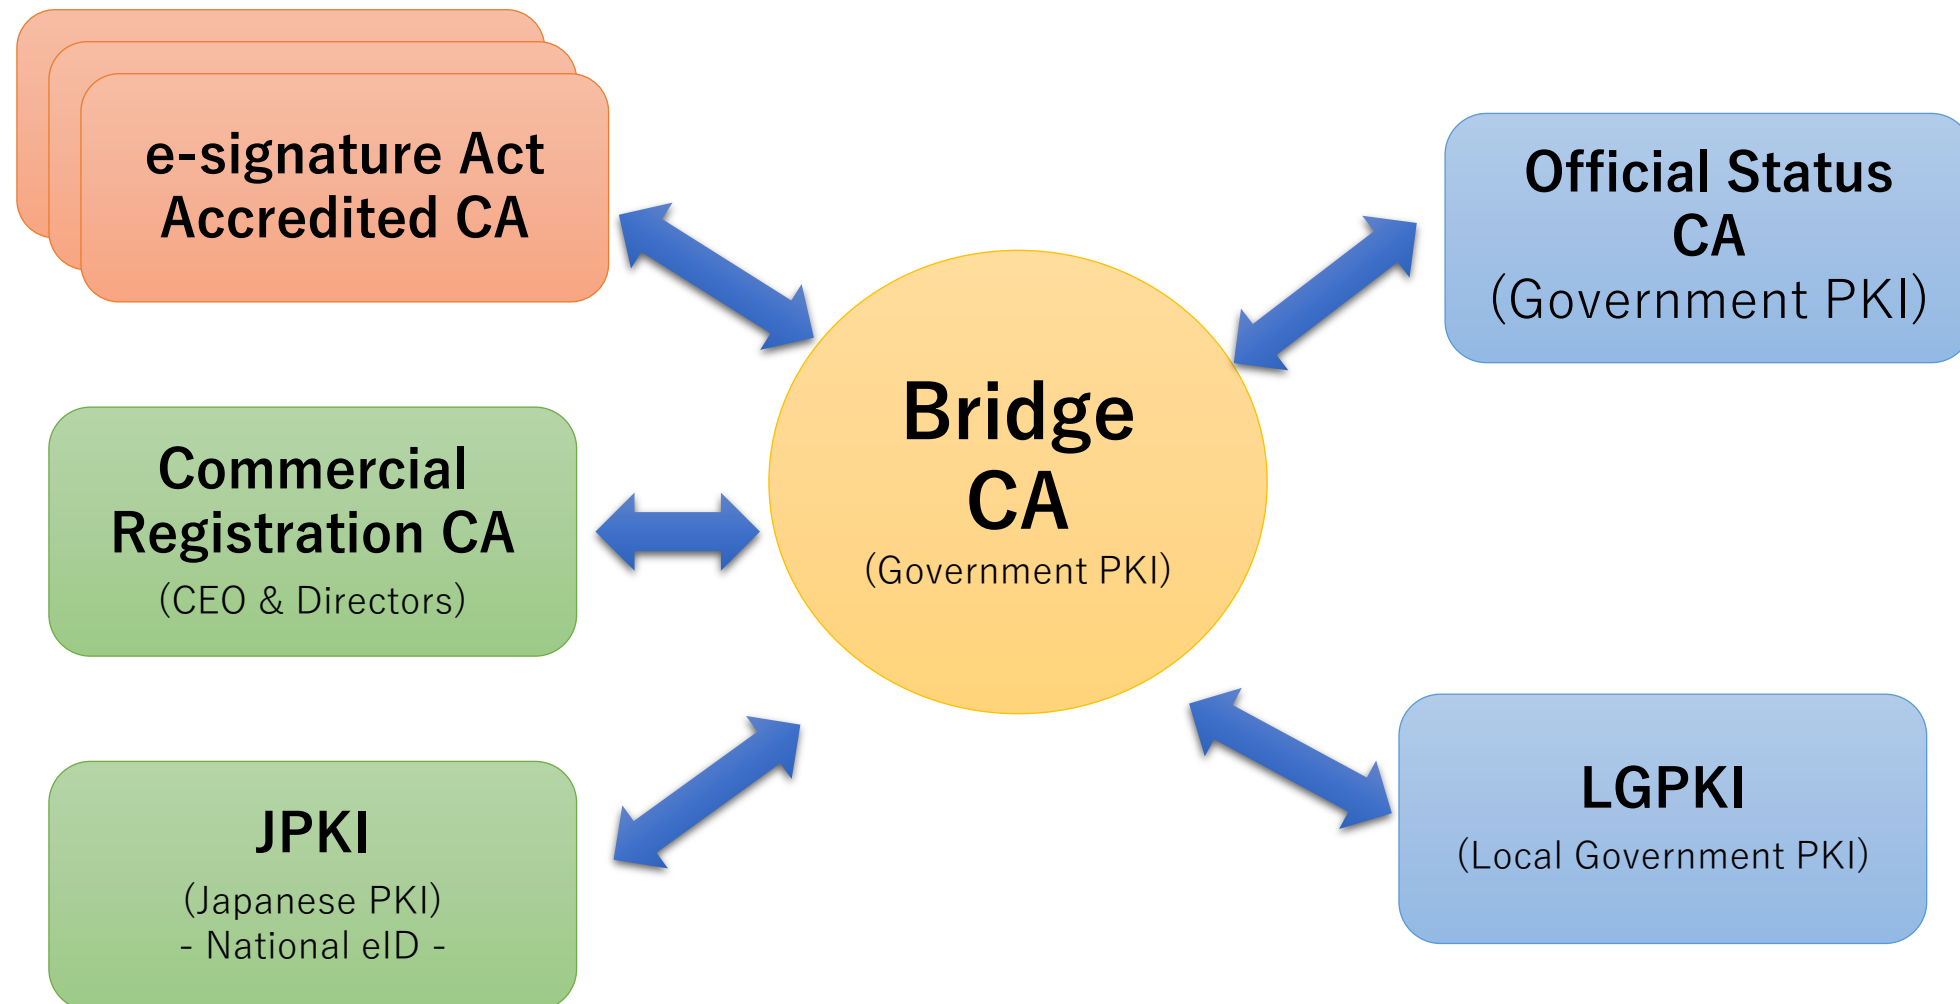 e-signature Act
Accredited CA
Commercial
Registration CA
(CEO & Directors)
JPKI
(Japanese PKI)
- National eID -
Bridge
CA
(Government PKI)
Official Status
CA
(Government PKI)
LGPKI
(Local Government PKI)